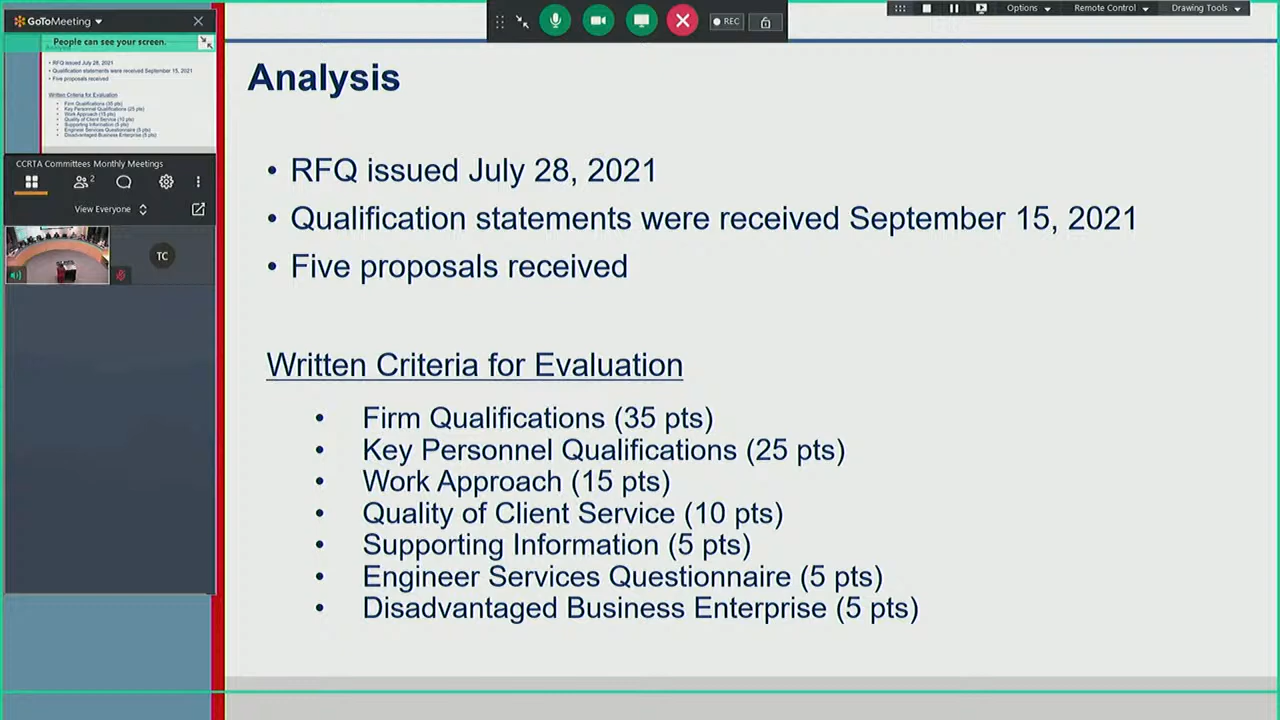 GoToMeeting
People can see your screen.
RFQ issued July 28, 2021
Qualification statements were received September 15, 2021
Five proposals received
Written Criteria for Evaluation
Firm Qualifications (35 pts)
Key Personnel Qualifications (25 pts)
Work Approach (15 pts)
Quality of Client Service (10 pts)
Supporting Information (5 pts)
Engineer Services Questionnaire (5 pts)
Disadvantaged Business Enterprise (5 pts)
CCRTA Committees Monthly Meetings
2
View Everyone
TC
REC
Options
Remote Control
Drawing Tools
Analysis
• RFQ issued July 28, 2021
• Qualification statements were received September 15, 2021
• Five proposals received
Written Criteria for Evaluation
• Firm Qualifications (35 pts)
• Key Personnel Qualifications (25 pts)
• Work Approach (15 pts)
• Quality of Client Service (10 pts)
• Supporting Information (5 pts)
• Engineer Services Questionnaire (5 pts)
• Disadvantaged Business Enterprise (5 pts)